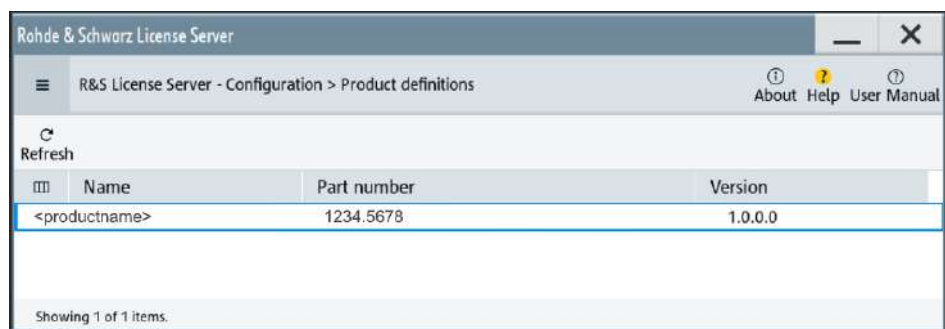 Rohde & Schwarz License Server
R&S License Server - Configuration > Product definitions
About Help User Manual
Refresh
Name Part number Version
<productname> 1234.5678 1.0.0.0
Showing 1 of 1 items.